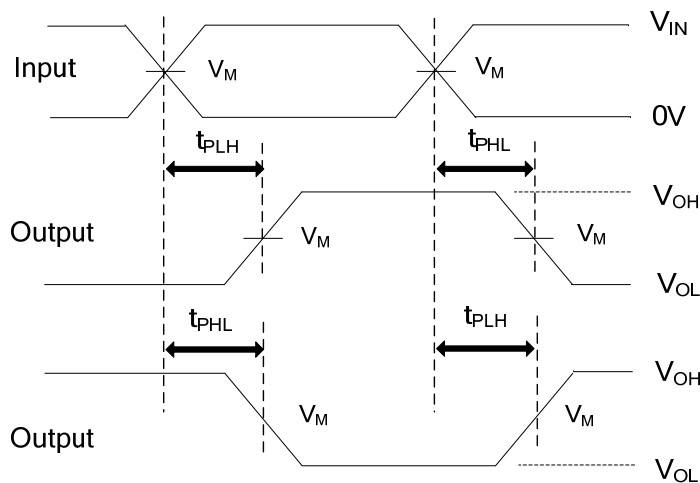 V_IN
Input V_M V_M
0V
t_PLH t_PHL
V_OH
Output V_M V_M
V_OL
t_PHL t_PLH
V_OH
Output V_M V_M
V_OL